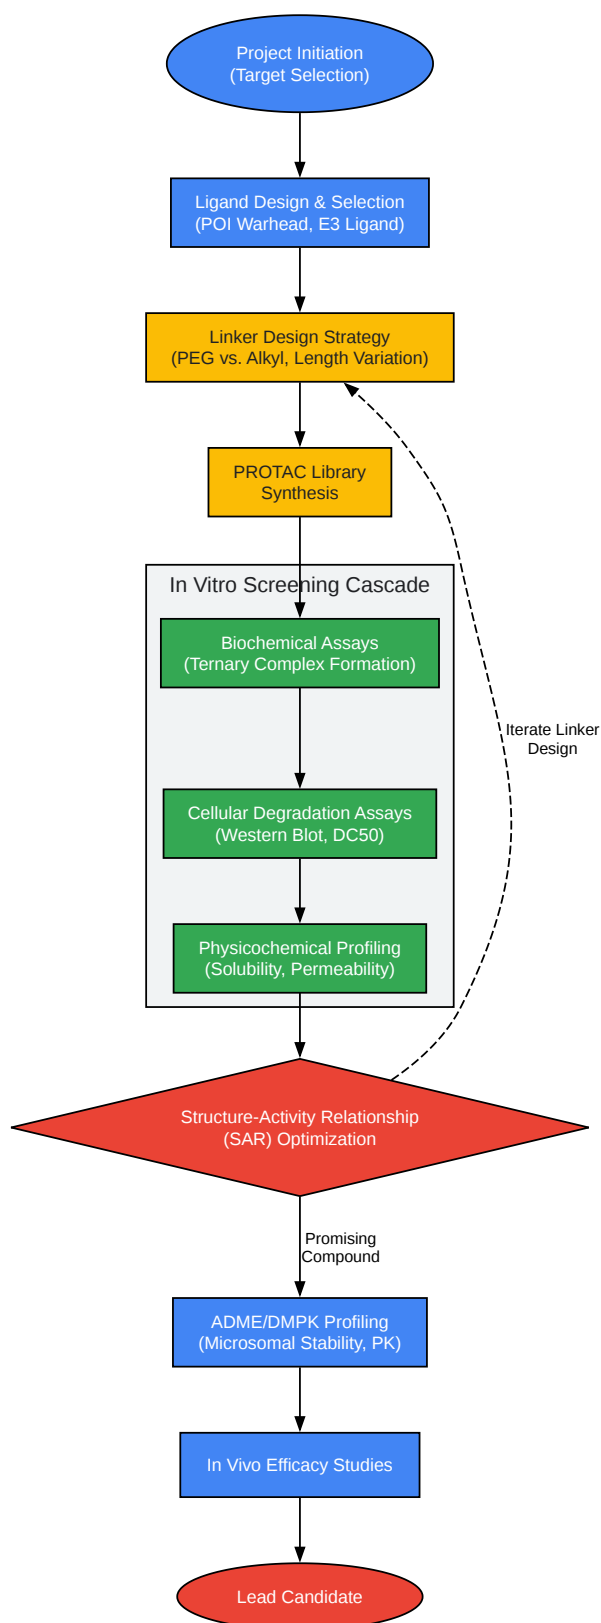 Project Initiation
(Target Selection)
Ligand Design & Selection
(POI Warhead, E3 Ligand)
Linker Design Strategy
(PEG vs. Alkyl, Length Variation)
PROTAC Library
Synthesis
In Vitro Screening Cascade
Biochemical Assays
(Ternary Complex Formation)
Iterate Linker
Design
Cellular Degradation Assays
(Western Blot, DC50)
Physicochemical Profiling
(Solubility, Permeability)
Structure-Activity Relationship
(SAR) Optimization
Promising
Compound
ADME/DMPK Profiling
(Microsomal Stability, PK)
In Vivo Efficacy Studies
Lead Candidate